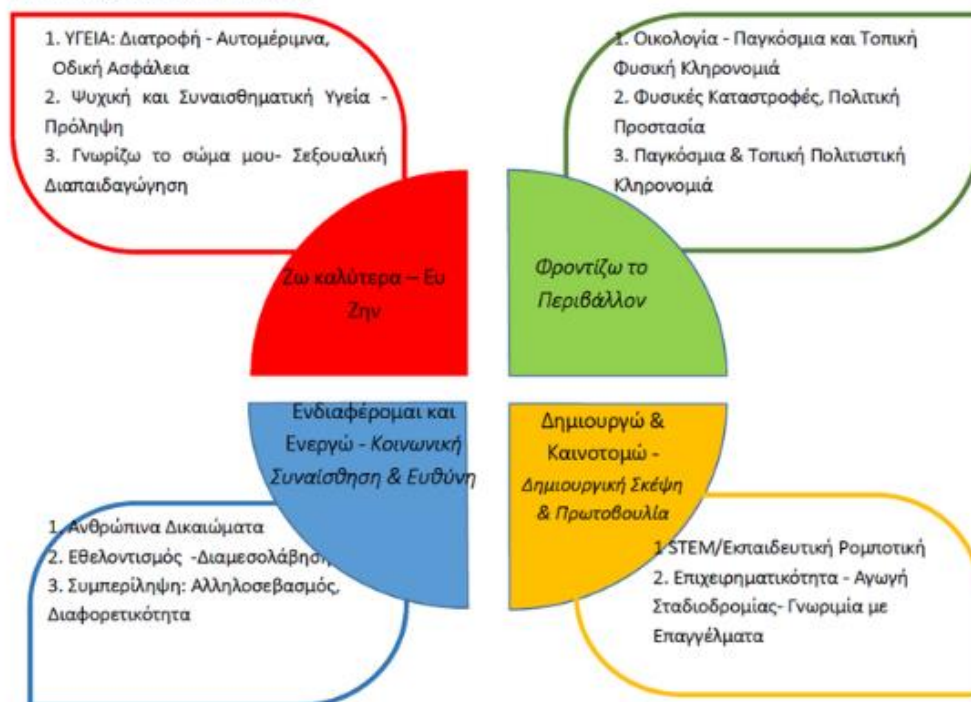 1. ΥΓΕΙΑ: Διατροφή - Αυτομέριμνα,
Οδική Ασφάλεια
2. Ψυχική και Συναισθηματική Υγεία -
Πρόληψη
3. Γνωρίζω το σώμα μου- Σεξουαλική
Διαπαιδαγώγηση
1. Οικολογία - Παγκόσμια και Τοπική
Φυσική Κληρονομιά
2. Φυσικές Καταστροφές, Πολιτική
Προστασία
3. Παγκόσμια & Τοπική Πολιτιστική
Κληρονομιά
Ζω καλύτερα – Ευ
Ζην
Φροντίζω το
Περιβάλλον
Ενδιαφέρομαι και
Ενεργώ - Κοινωνική
Συναίσθηση & Ευθύνη
Δημιουργώ &
Καινοτομώ -
Δημιουργική Σκέψη
& Πρωτοβουλία
1. Ανθρώπινα Δικαιώματα
2. Εθελοντισμός -Διαμεσολάβηση,
3. Συμπερίληψη: Αλληλοσεβασμός,
Διαφορετικότητα
1 STEM/Εκπαιδευτική Ρομποτική
2. Επιχειρηματικότητα - Αγωγή
Σταδιοδρομίας- Γνωριμία με
Επαγγέλματα